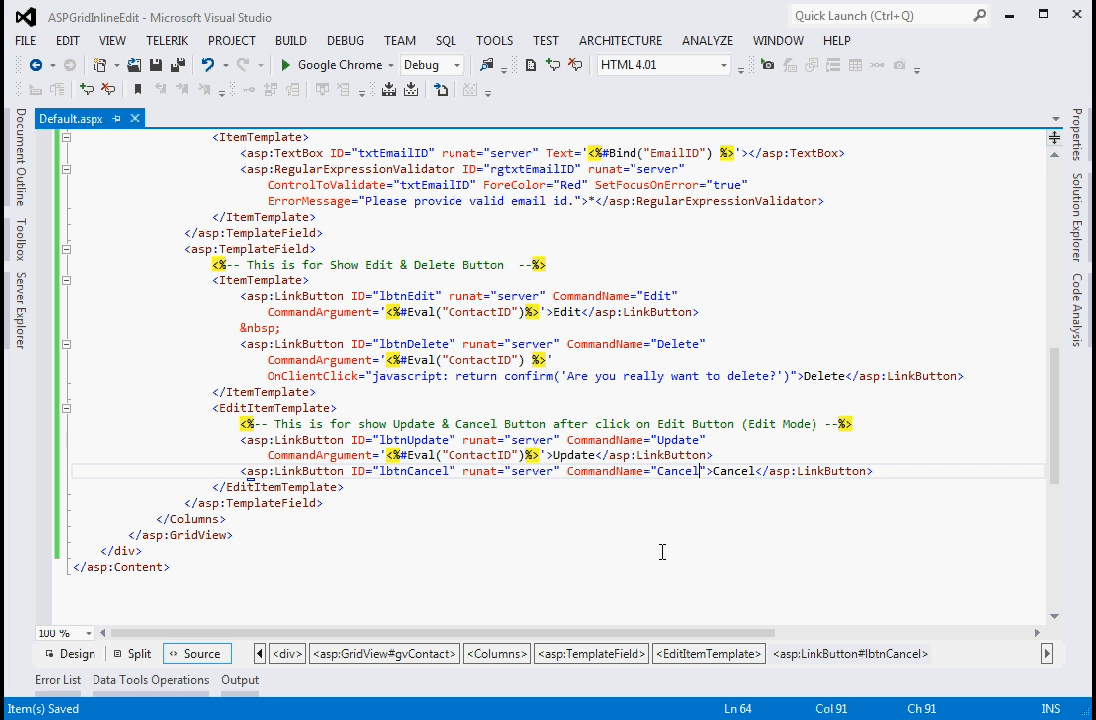 ASPGridInlineEdit - Microsoft Visual Studio
Quick Launch (Ctrl+Q)
FILE EDIT VIEW TELERIK PROJECT BUILD DEBUG TEAM SQL TOOLS TEST ARCHITECTURE ANALYZE WINDOW HELP
Google Chrome Debug HTML 4.01
Default.aspx
Document Outline
Toolbox
Server Explorer
<ItemTemplate>
<asp:TextBox ID="txtEmailID" runat="server" Text='<%#Bind("EmailID") %>'></asp:TextBox>
<asp:RegularExpressionValidator ID="rgtxtEmailID" runat="server"
ControlToValidate="txtEmailID" ForeColor="Red" SetFocusOnError="true"
ErrorMessage="Please provide valid email id.">*</asp:RegularExpressionValidator>
</ItemTemplate>
</asp:TemplateField>
<asp:TemplateField>
<%-- This is for Show Edit & Delete Button --%>
<ItemTemplate>
<asp:LinkButton ID="lbtnEdit" runat="server" CommandName="Edit"
CommandArgument='<%#Eval("ContactID")%>'>Edit</asp:LinkButton>
&nbsp;
<asp:LinkButton ID="lbtnDelete" runat="server" CommandName="Delete"
CommandArgument='<%#Eval("ContactID") %>'
OnClientClick="javascript: return confirm('Are you really want to delete?')">Delete</asp:LinkButton>
</ItemTemplate>
<EditItemTemplate>
<%-- This is for show Update & Cancel Button after click on Edit Button (Edit Mode) --%>
<asp:LinkButton ID="lbtnUpdate" runat="server" CommandName="Update"
CommandArgument='<%#Eval("ContactID")%>'>Update</asp:LinkButton>
<asp:LinkButton ID="lbtnCancel" runat="server" CommandName="Cancel">Cancel</asp:LinkButton>
</EditItemTemplate>
</asp:TemplateField>
</Columns>
</asp:GridView>
</div>
</asp:Content>
Properties
Solution Explorer
Code Analysis
100 %
Design Split Source <div> <asp:GridView#gvContact> <Columns> <asp:TemplateField> <EditItemTemplate> <asp:LinkButton#lbtnCancel>
Error List Data Tools Operations Output
Item(s) Saved Ln 64 Col 91 Ch 91 INS